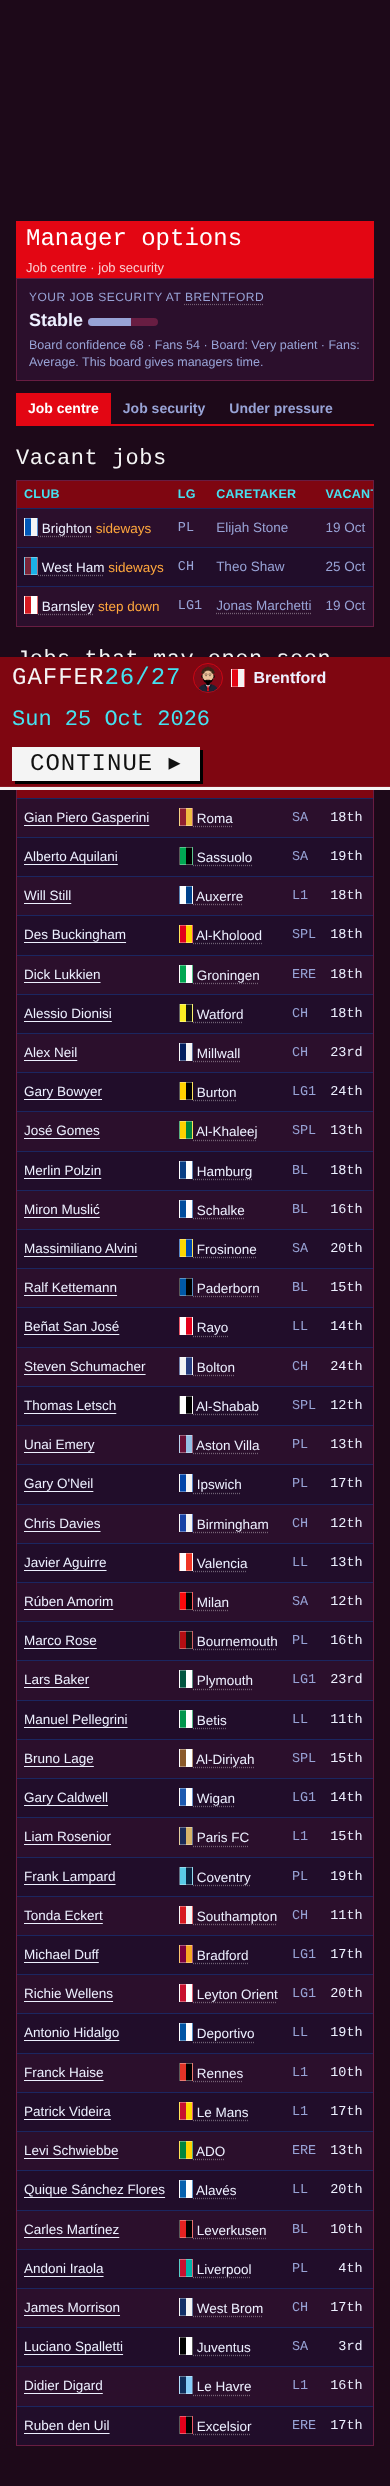 Manager options
Job centre · job security
YOUR JOB SECURITY AT BRENTFORD
Stable
Board confidence 68 · Fans 54 · Board: Very patient · Fans:
Average. This board gives managers time.
Job centre Job security Under pressure
Vacant jobs
CLUB LG CARETAKER VACANT
Brighton sideways PL Elijah Stone 19 Oct
West Ham sideways CH Theo Shaw 25 Oct
Barnsley step down LG1 Jonas Marchetti 19 Oct
Jobs that may open soon
GAFFER26/27 Brentford
Sun 25 Oct 2026
CONTINUE ►
Gian Piero Gasperini Roma SA 18th
Alberto Aquilani Sassuolo SA 19th
Will Still Auxerre L1 18th
Des Buckingham Al-Kholood SPL 18th
Dick Lukkien Groningen ERE 18th
Alessio Dionisi Watford CH 18th
Alex Neil Millwall CH 23rd
Gary Bowyer Burton LG1 24th
José Gomes Al-Khaleej SPL 13th
Merlin Polzin Hamburg BL 18th
Miron Muslić Schalke BL 16th
Massimiliano Alvini Frosinone SA 20th
Ralf Kettemann Paderborn BL 15th
Beñat San José Rayo LL 14th
Steven Schumacher Bolton CH 24th
Thomas Letsch Al-Shabab SPL 12th
Unai Emery Aston Villa PL 13th
Gary O'Neil Ipswich PL 17th
Chris Davies Birmingham CH 12th
Javier Aguirre Valencia LL 13th
Rúben Amorim Milan SA 12th
Marco Rose Bournemouth PL 16th
Lars Baker Plymouth LG1 23rd
Manuel Pellegrini Betis LL 11th
Bruno Lage Al-Diriyah SPL 15th
Gary Caldwell Wigan LG1 14th
Liam Rosenior Paris FC L1 15th
Frank Lampard Coventry PL 19th
Tonda Eckert Southampton CH 11th
Michael Duff Bradford LG1 17th
Richie Wellens Leyton Orient LG1 20th
Antonio Hidalgo Deportivo LL 19th
Franck Haise Rennes L1 10th
Patrick Videira Le Mans L1 17th
Levi Schwiebbe ADO ERE 13th
Quique Sánchez Flores Alavés LL 20th
Carles Martínez Leverkusen BL 10th
Andoni Iraola Liverpool PL 4th
James Morrison West Brom CH 17th
Luciano Spalletti Juventus SA 3rd
Didier Digard Le Havre L1 16th
Ruben den Uil Excelsior ERE 17th